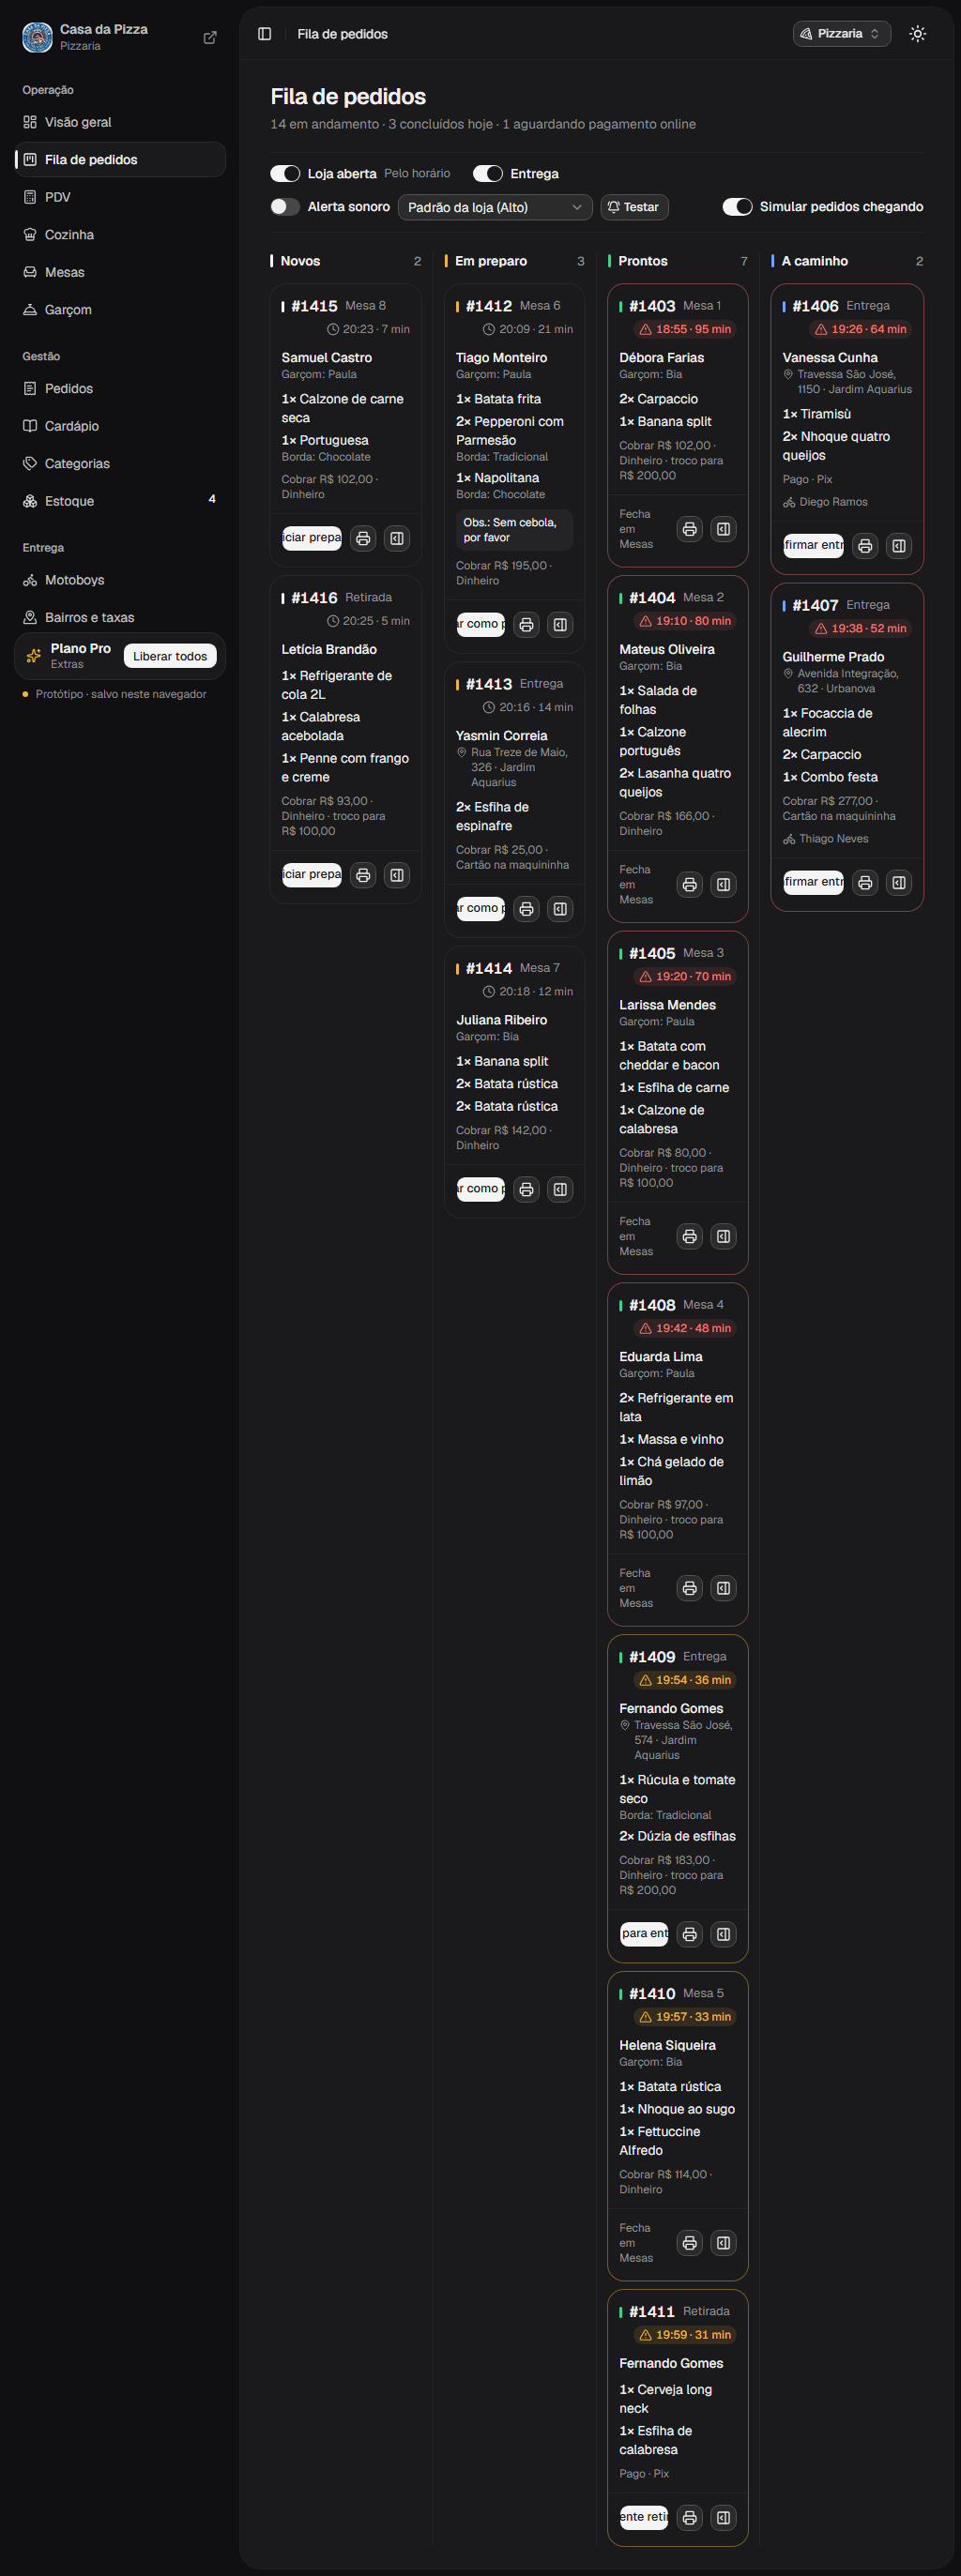 Casa da Pizza
Pizzaria
Operação
Visão geral
Fila de pedidos
PDV
Cozinha
Mesas
Garçom
Gestão
Pedidos
Cardápio
Categorias
Estoque
4
Entrega
Motoboys
Bairros e taxas
Plano Pro
Extras
Liberar todos
Protótipo · salvo neste navegador
Fila de pedidos
Pizzaria
Fila de pedidos
14 em andamento · 3 concluídos hoje · 1 aguardando pagamento online
Loja aberta Pelo horário
Entrega
Alerta sonoro
Padrão da loja (Alto)
Testar
Simular pedidos chegando
Novos 2
#1415 Mesa 8
20:23 · 7 min
Samuel Castro
Garçom: Paula
1× Calzone de carne
seca
1× Portuguesa
Borda: Chocolate
Cobrar R$ 102,00 ·
Dinheiro
iciar prepa
#1416 Retirada
20:25 · 5 min
Letícia Brandão
1× Refrigerante de
cola 2L
1× Calabresa
acebolada
1× Penne com frango
e creme
Cobrar R$ 93,00 ·
Dinheiro · troco para
R$ 100,00
iciar prepa
Em preparo 3
#1412 Mesa 6
20:09 · 21 min
Tiago Monteiro
Garçom: Paula
1× Batata frita
2× Pepperoni com
Parmesão
Borda: Tradicional
1× Napolitana
Borda: Chocolate
Obs.: Sem cebola,
por favor
Cobrar R$ 195,00 ·
Dinheiro
ar como p
#1413 Entrega
20:16 · 14 min
Yasmin Correia
Rua Treze de Maio,
326 · Jardim
Aquarius
2× Esfiha de
espinafre
Cobrar R$ 25,00 ·
Cartão na maquininha
ar como p
#1414 Mesa 7
20:18 · 12 min
Juliana Ribeiro
Garçom: Bia
1× Banana split
2× Batata rústica
2× Batata rústica
Cobrar R$ 142,00 ·
Dinheiro
ar como p
Prontos 7
#1403 Mesa 1
18:55 · 95 min
Débora Farias
Garçom: Bia
2× Carpaccio
1× Banana split
Cobrar R$ 102,00 ·
Dinheiro · troco para
R$ 200,00
Fecha
em
Mesas
#1404 Mesa 2
19:10 · 80 min
Mateus Oliveira
Garçom: Bia
1× Salada de
folhas
1× Calzone
português
2× Lasanha quatro
queijos
Cobrar R$ 166,00 ·
Dinheiro
Fecha
em
Mesas
#1405 Mesa 3
19:20 · 70 min
Larissa Mendes
Garçom: Paula
1× Batata com
cheddar e bacon
1× Esfiha de carne
1× Calzone de
calabresa
Cobrar R$ 80,00 ·
Dinheiro · troco para
R$ 100,00
Fecha
em
Mesas
#1408 Mesa 4
19:42 · 48 min
Eduarda Lima
Garçom: Paula
2× Refrigerante em
lata
1× Massa e vinho
1× Chá gelado de
limão
Cobrar R$ 97,00 ·
Dinheiro · troco para
R$ 100,00
Fecha
em
Mesas
#1409 Entrega
19:54 · 36 min
Fernando Gomes
Travessa São José,
574 · Jardim
Aquarius
1× Rúcula e tomate
seco
Borda: Tradicional
2× Dúzia de esfihas
Cobrar R$ 183,00 ·
Dinheiro · troco para
R$ 200,00
para ent
#1410 Mesa 5
19:57 · 33 min
Helena Siqueira
Garçom: Bia
1× Batata rústica
1× Nhoque ao sugo
1× Fettuccine
Alfredo
Cobrar R$ 114,00 ·
Dinheiro
Fecha
em
Mesas
#1411 Retirada
19:59 · 31 min
Fernando Gomes
1× Cerveja long
neck
1× Esfiha de
calabresa
Pago · Pix
ente reti
A caminho 2
#1406 Entrega
19:26 · 64 min
Vanessa Cunha
Travessa São José,
1150 · Jardim Aquarius
1× Tiramisù
2× Nhoque quatro
queijos
Pago · Pix
Diego Ramos
firmar entr
#1407 Entrega
19:38 · 52 min
Guilherme Prado
Avenida Integração,
632 · Urbanova
1× Focaccia de
alecrim
2× Carpaccio
1× Combo festa
Cobrar R$ 277,00 ·
Cartão na maquininha
Thiago Neves
firmar entr